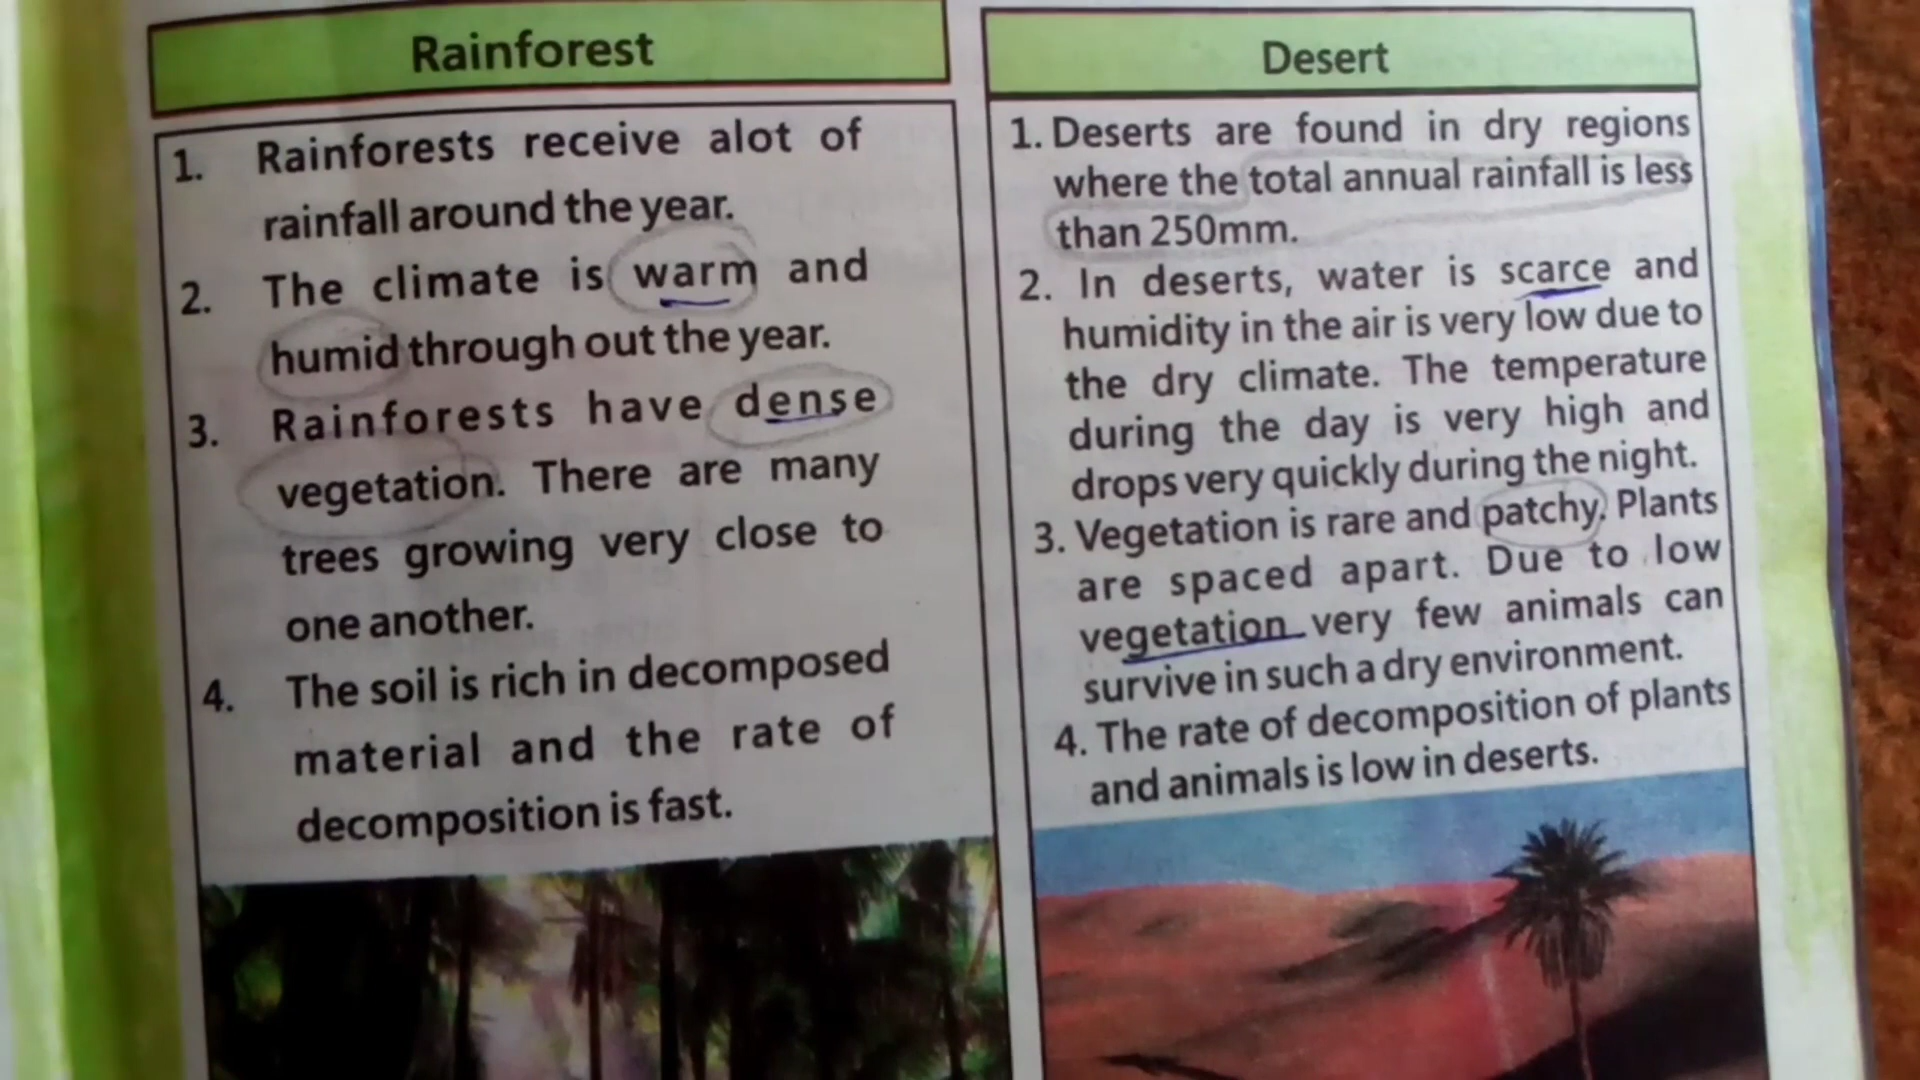 Rainforest
1. Rainforests receive alot of
rainfall around the year.
2. The climate is warm and
humid through out the year.
3. Rainforests have dense
vegetation. There are many
trees growing very close to
one another.
4. The soil is rich in decomposed
material and the rate of
decomposition is fast.
Desert
1. Deserts are found in dry regions
where the total annual rainfall is less
than 250mm.
2. In deserts, water is scarce and
humidity in the air is very low due to
the dry climate. The temperature
during the day is very high and
drops very quickly during the night.
3. Vegetation is rare and patchy. Plants
are spaced apart. Due to low
vegetation very few animals can
survive in such a dry environment.
4. The rate of decomposition of plants
and animals is low in deserts.